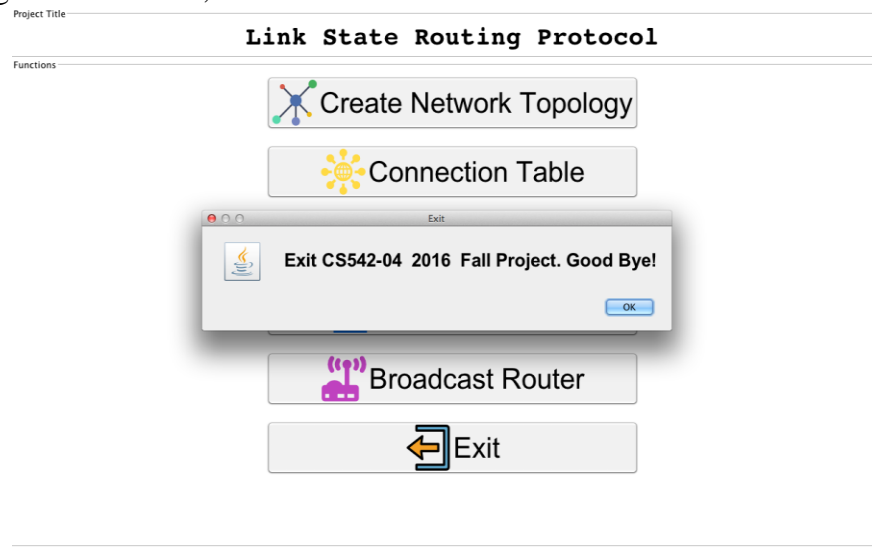 Project Title
Link State Routing Protocol
Functions
Create Network Topology
Connection Table
Exit
Exit CS542-04 2016 Fall Project. Good Bye!
OK
Broadcast Router
Exit